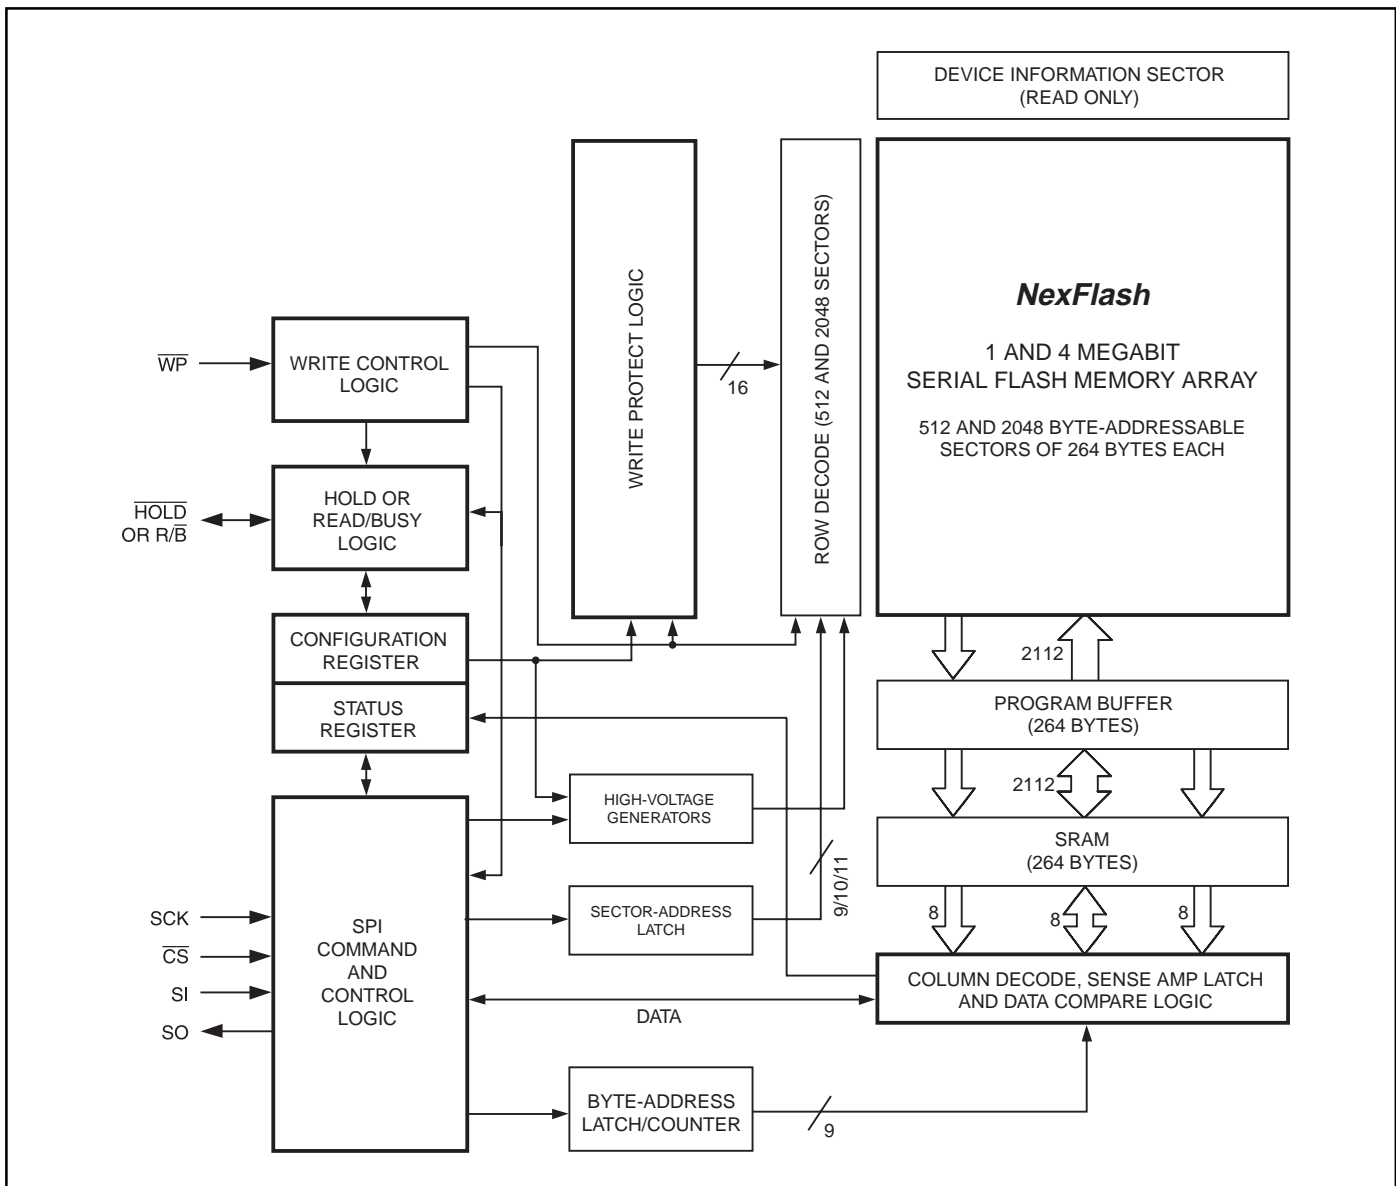 DEVICE INFORMATION SECTOR
(READ ONLY)
WRITE PROTECT LOGIC
16
ROW DECODE (512 AND 2048 SECTORS)
NexFlash
1 AND 4 MEGABIT
SERIAL FLASH MEMORY ARRAY
512 AND 2048 BYTE-ADDRESSABLE
SECTORS OF 264 BYTES EACH
WP
WRITE CONTROL
LOGIC
HOLD
OR R/B
HOLD OR
READ/BUSY
LOGIC
CONFIGURATION
REGISTER
STATUS
REGISTER
2112
PROGRAM BUFFER
(264 BYTES)
2112
HIGH-VOLTAGE
GENERATORS
SRAM
(264 BYTES)
9/10/11
SECTOR-ADDRESS
LATCH
8
8
8
SCK
CS
SI
SO
SPI
COMMAND
AND
CONTROL
LOGIC
COLUMN DECODE, SENSE AMP LATCH
AND DATA COMPARE LOGIC
DATA
BYTE-ADDRESS
LATCH/COUNTER
9